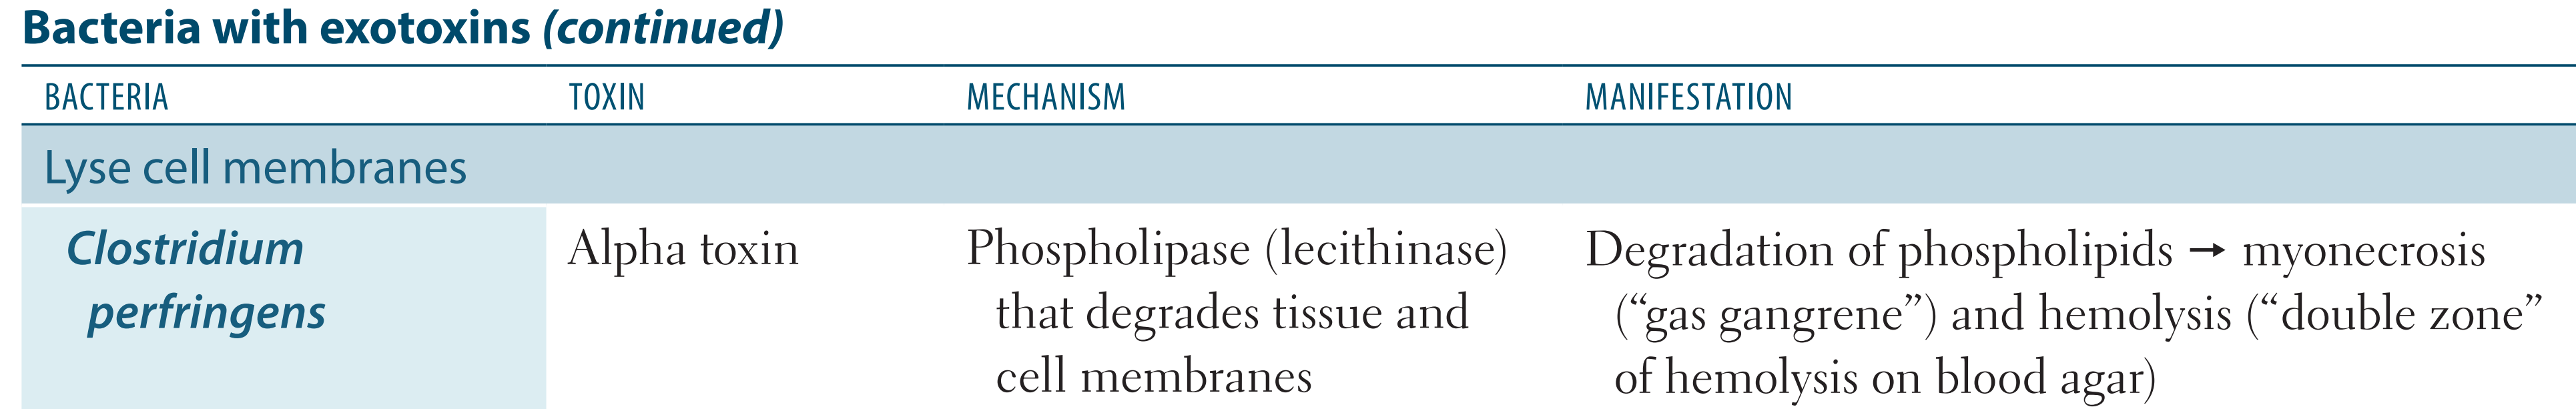 Bacteria with exotoxins (continued)
BACTERIA TOXIN MECHANISM MANIFESTATION
Lyse cell membranes
Clostridium
perfringens
Alpha toxin
Phospholipase (lecithinase)
that degrades tissue and
cell membranes
Degradation of phospholipids → myonecrosis
(“gas gangrene”) and hemolysis (“double zone”
of hemolysis on blood agar)